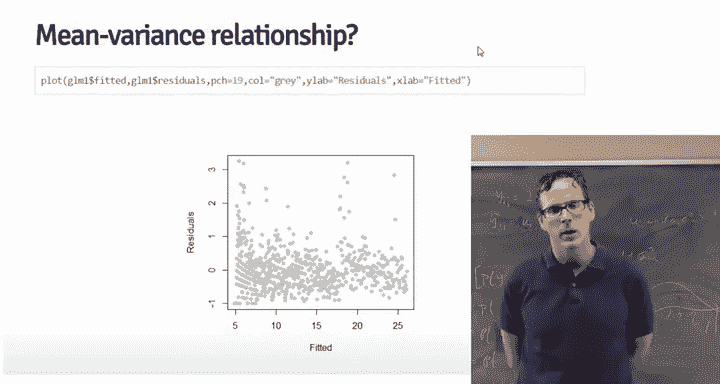 Mean-variance relationship?
plot(glm1$fitted,glm1$residuals,pch=19,col="grey",ylab="Residuals",xlab="Fitted")
Residuals
3
2
1
0
-1
5 10 15 20 25
Fitted